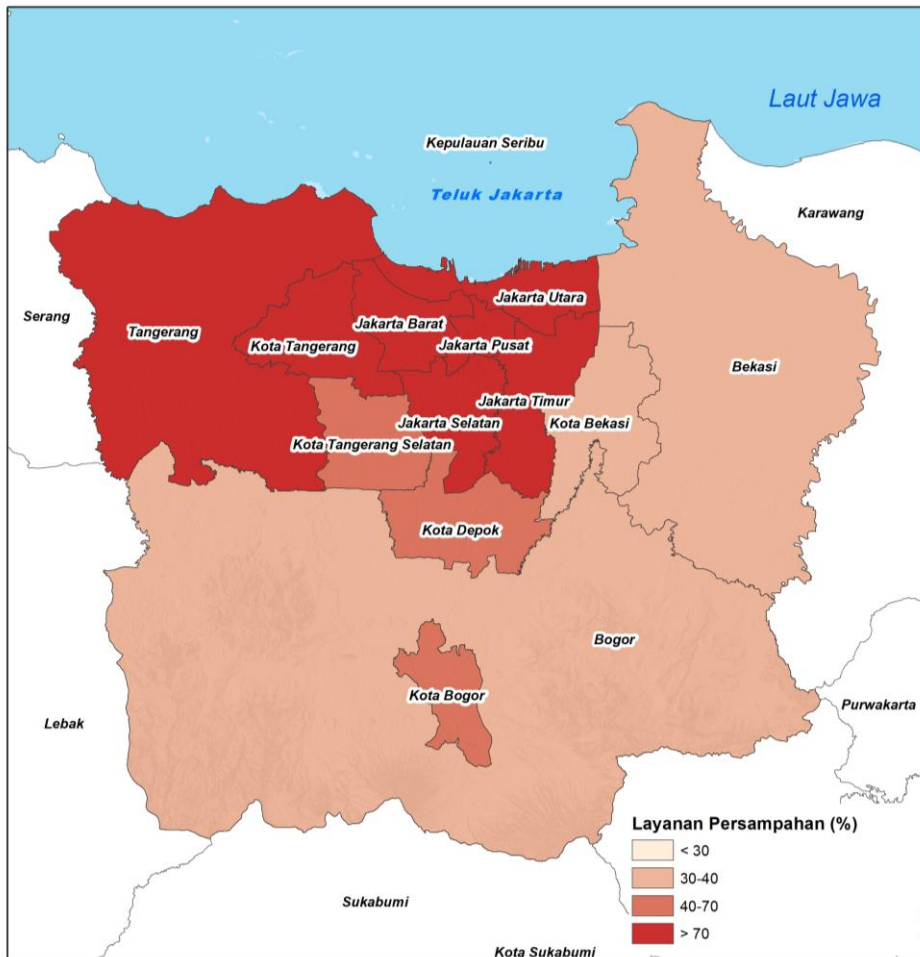 Laut Jawa
Kepulauan Seribu
Teluk Jakarta
Karawang
Serang
Tangerang
Jakarta Utara
Jakarta Barat
Kota Tangerang
Jakarta Pusat
Bekasi
Jakarta Timur
Jakarta Selatan
Kota Bekasi
Kota Tangerang Selatan
Kota Depok
Bogor
Kota Bogor
Lebak
Purwakarta
Layanan Persampahan (%)
< 30
30-40
40-70
> 70
Sukabumi
Kota Sukabumi